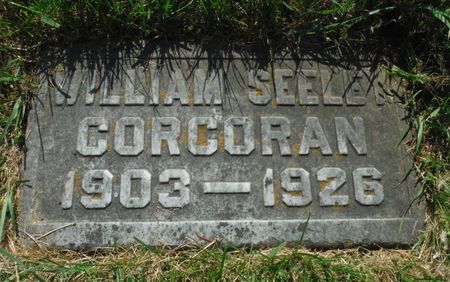 WILLIAM SEELEY
CORCORAN
1903 — 1926